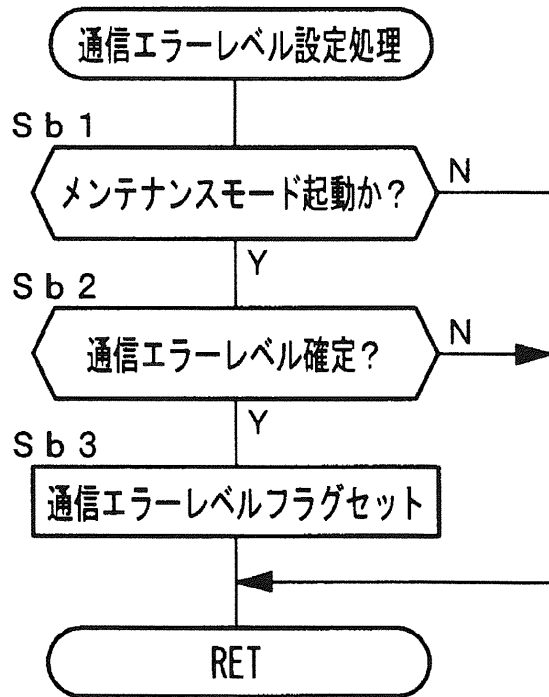 通信エラーレベル設定処理
Sb1
メンテナンスモード起動か?
N
Y
Sb2
通信エラーレベル確定?
N
Y
Sb3
通信エラーレベルフラグセット
RET